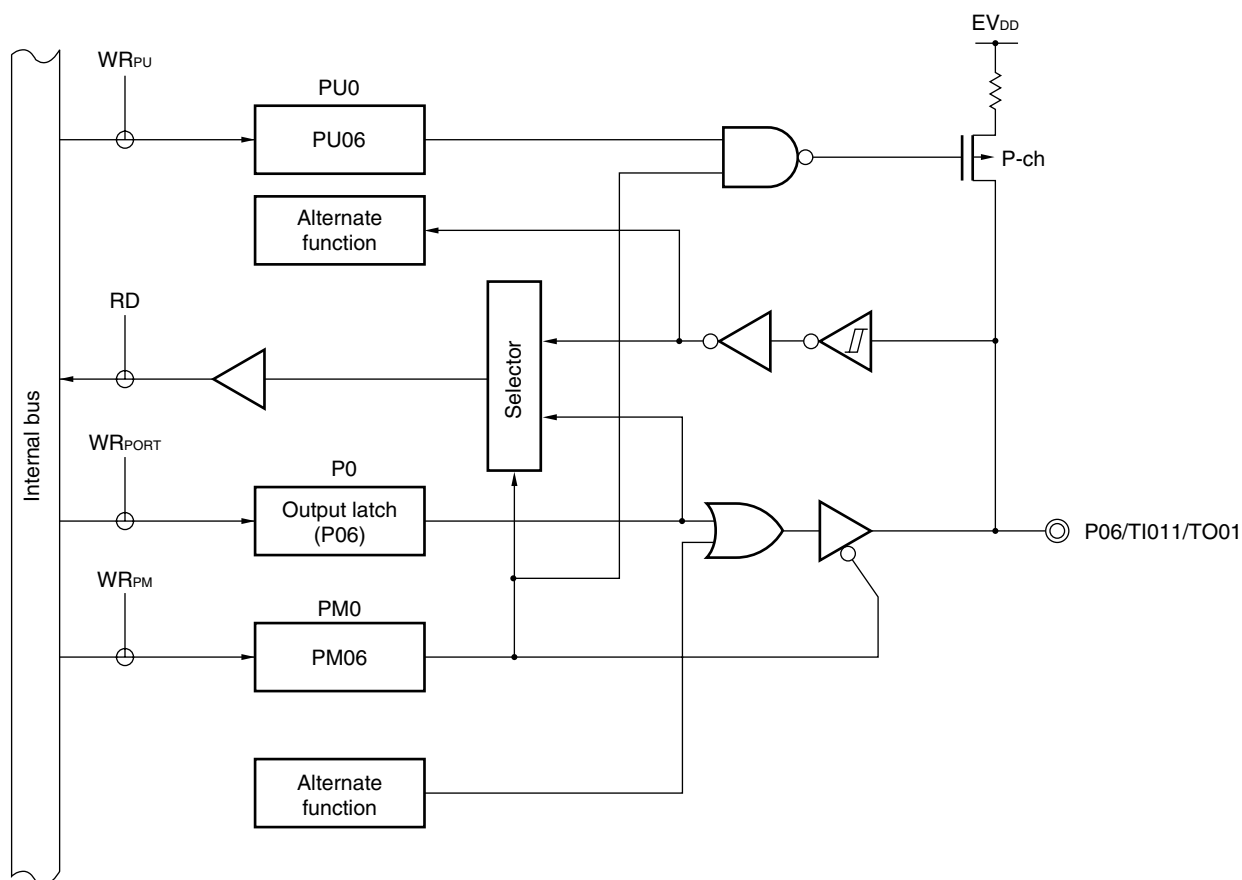 EVDD
WRPU
PU0
PU06
P-ch
Alternate
function
RD
Selector
Internal bus
WRPORT
P0
Output latch
(P06)
P06/TI011/TO01
WRPM
PM0
PM06
Alternate
function